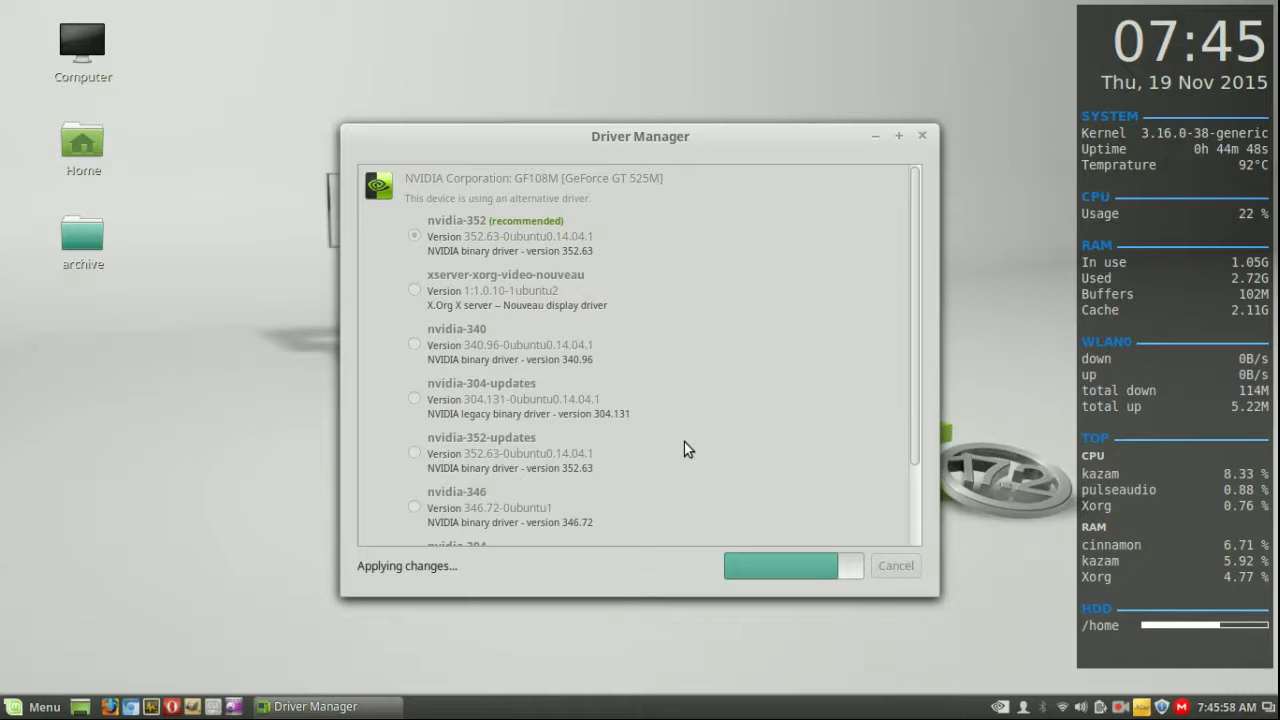 Computer
Home
archive
Driver Manager
NVIDIA Corporation: GF108M [GeForce GT 525M]
This device is using an alternative driver.
nvidia-352 (recommended)
Version 352.63-0ubuntu0.14.04.1
NVIDIA binary driver - version 352.63
xserver-xorg-video-nouveau
Version 1:1.0.10-1ubuntu2
X.Org X server -- Nouveau display driver
nvidia-340
Version 340.96-0ubuntu0.14.04.1
NVIDIA binary driver - version 340.96
nvidia-304-updates
Version 304.131-0ubuntu0.14.04.1
NVIDIA legacy binary driver - version 304.131
nvidia-352-updates
Version 352.63-0ubuntu0.14.04.1
NVIDIA binary driver - version 352.63
nvidia-346
Version 346.72-0ubuntu1
NVIDIA binary driver - version 346.72
nvidia-304
Applying changes...
Cancel
17.2
07:45
Thu, 19 Nov 2015
SYSTEM
Kernel 3.16.0-38-generic
Uptime 0h 44m 48s
Temprature 92°C
CPU
Usage 22 %
RAM
In use 1.05G
Used 2.72G
Buffers 102M
Cache 2.11G
WLAN0
down 0B/s
up 0B/s
total down 114M
total up 5.22M
TOP
CPU
kazam 8.33 %
pulseaudio 0.88 %
Xorg 0.76 %
RAM
cinnamon 6.71 %
kazam 5.92 %
Xorg 4.77 %
HDD
/home
Menu
Driver Manager
7:45:58 AM